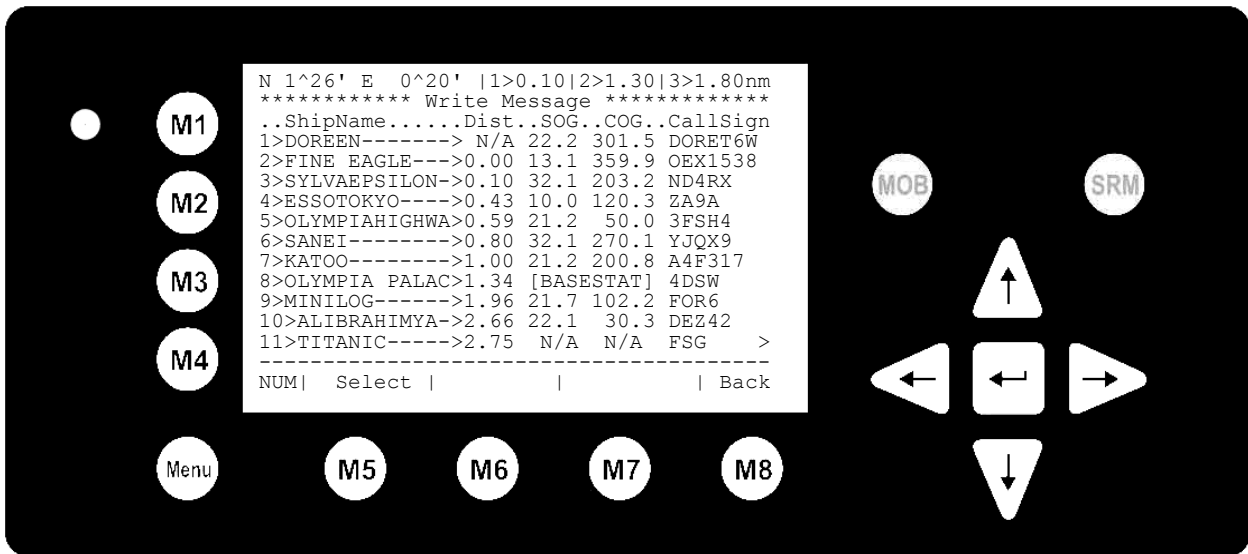 N 1^26' E  0^20' |1>0.10|2>1.30|3>1.80nm
************ Write Message *************
..ShipName......Dist..SOG..COG..CallSign
1>DOREEN-------> N/A 22.2 301.5 DORET6W
2>FINE EAGLE--->0.00 13.1 359.9 OEX1538
3>SYLVAEPSILON->0.10 32.1 203.2 ND4RX
4>ESSOTOKYO---->0.43 10.0 120.3 ZA9A
5>OLYMPIAHIGHWA>0.59 21.2  50.0 3FSH4
6>SANEI-------->0.80 32.1 270.1 YJQX9
7>KATOO-------->1.00 21.2 200.8 A4F317
8>OLYMPIA PALAC>1.34 [BASESTAT] 4DSW
9>MINILOG------>1.96 21.7 102.2 FOR6
10>ALIBRAHIMYA->2.66 22.1  30.3 DEZ42
11>TITANIC----->2.75  N/A  N/A  FSG    >
----------------------------------------
NUM|  Select |         |          | Back
M1
M2
M3
M4
Menu
M5
M6
M7
M8
MOB
SRM